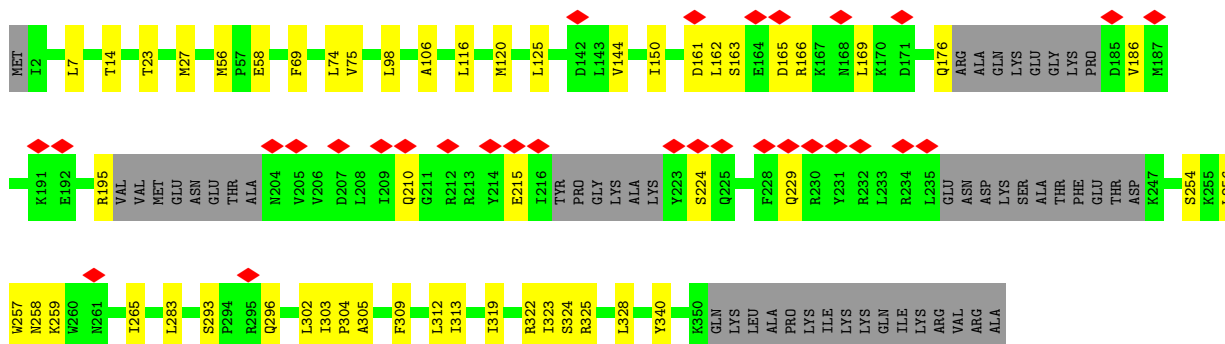 MET I2 L7 T14 T23 M27 M56 P57 E58 F69 L74 V75 L98 A106 L116 M120 L125 D142 L143 V144 I150 D161 L162 S163 E164 D165 R166 K167 N168 L169 K170 D171 Q176 ARG ALA GLN LYS GLU GLY LYS PRO D185 V186 M187
K191 E192 R195 VAL VAL MET GLU ASN GLU THR ALA N204 V205 V206 D207 L208 I209 Q210 G211 R212 R213 Y214 E215 I216 TYR PRO GLY LYS ALA LYS Y223 S224 Q225 F228 Q229 R230 Y231 R232 L233 R234 L235 GLU ASN ASP LYS SER ALA THR PHE GLU THR ASP K247 S254 K255
W257 N258 K259 W260 N261 I265 L283 S293 P294 R295 Q296 L302 I303 P304 A305 F309 L312 I313 I319 R322 I323 S324 R325 L328 Y340 K350 GLN LYS LEU ALA PRO LYS ILE LYS LYS GLN ILE LYS ARG VAL ARG ALA